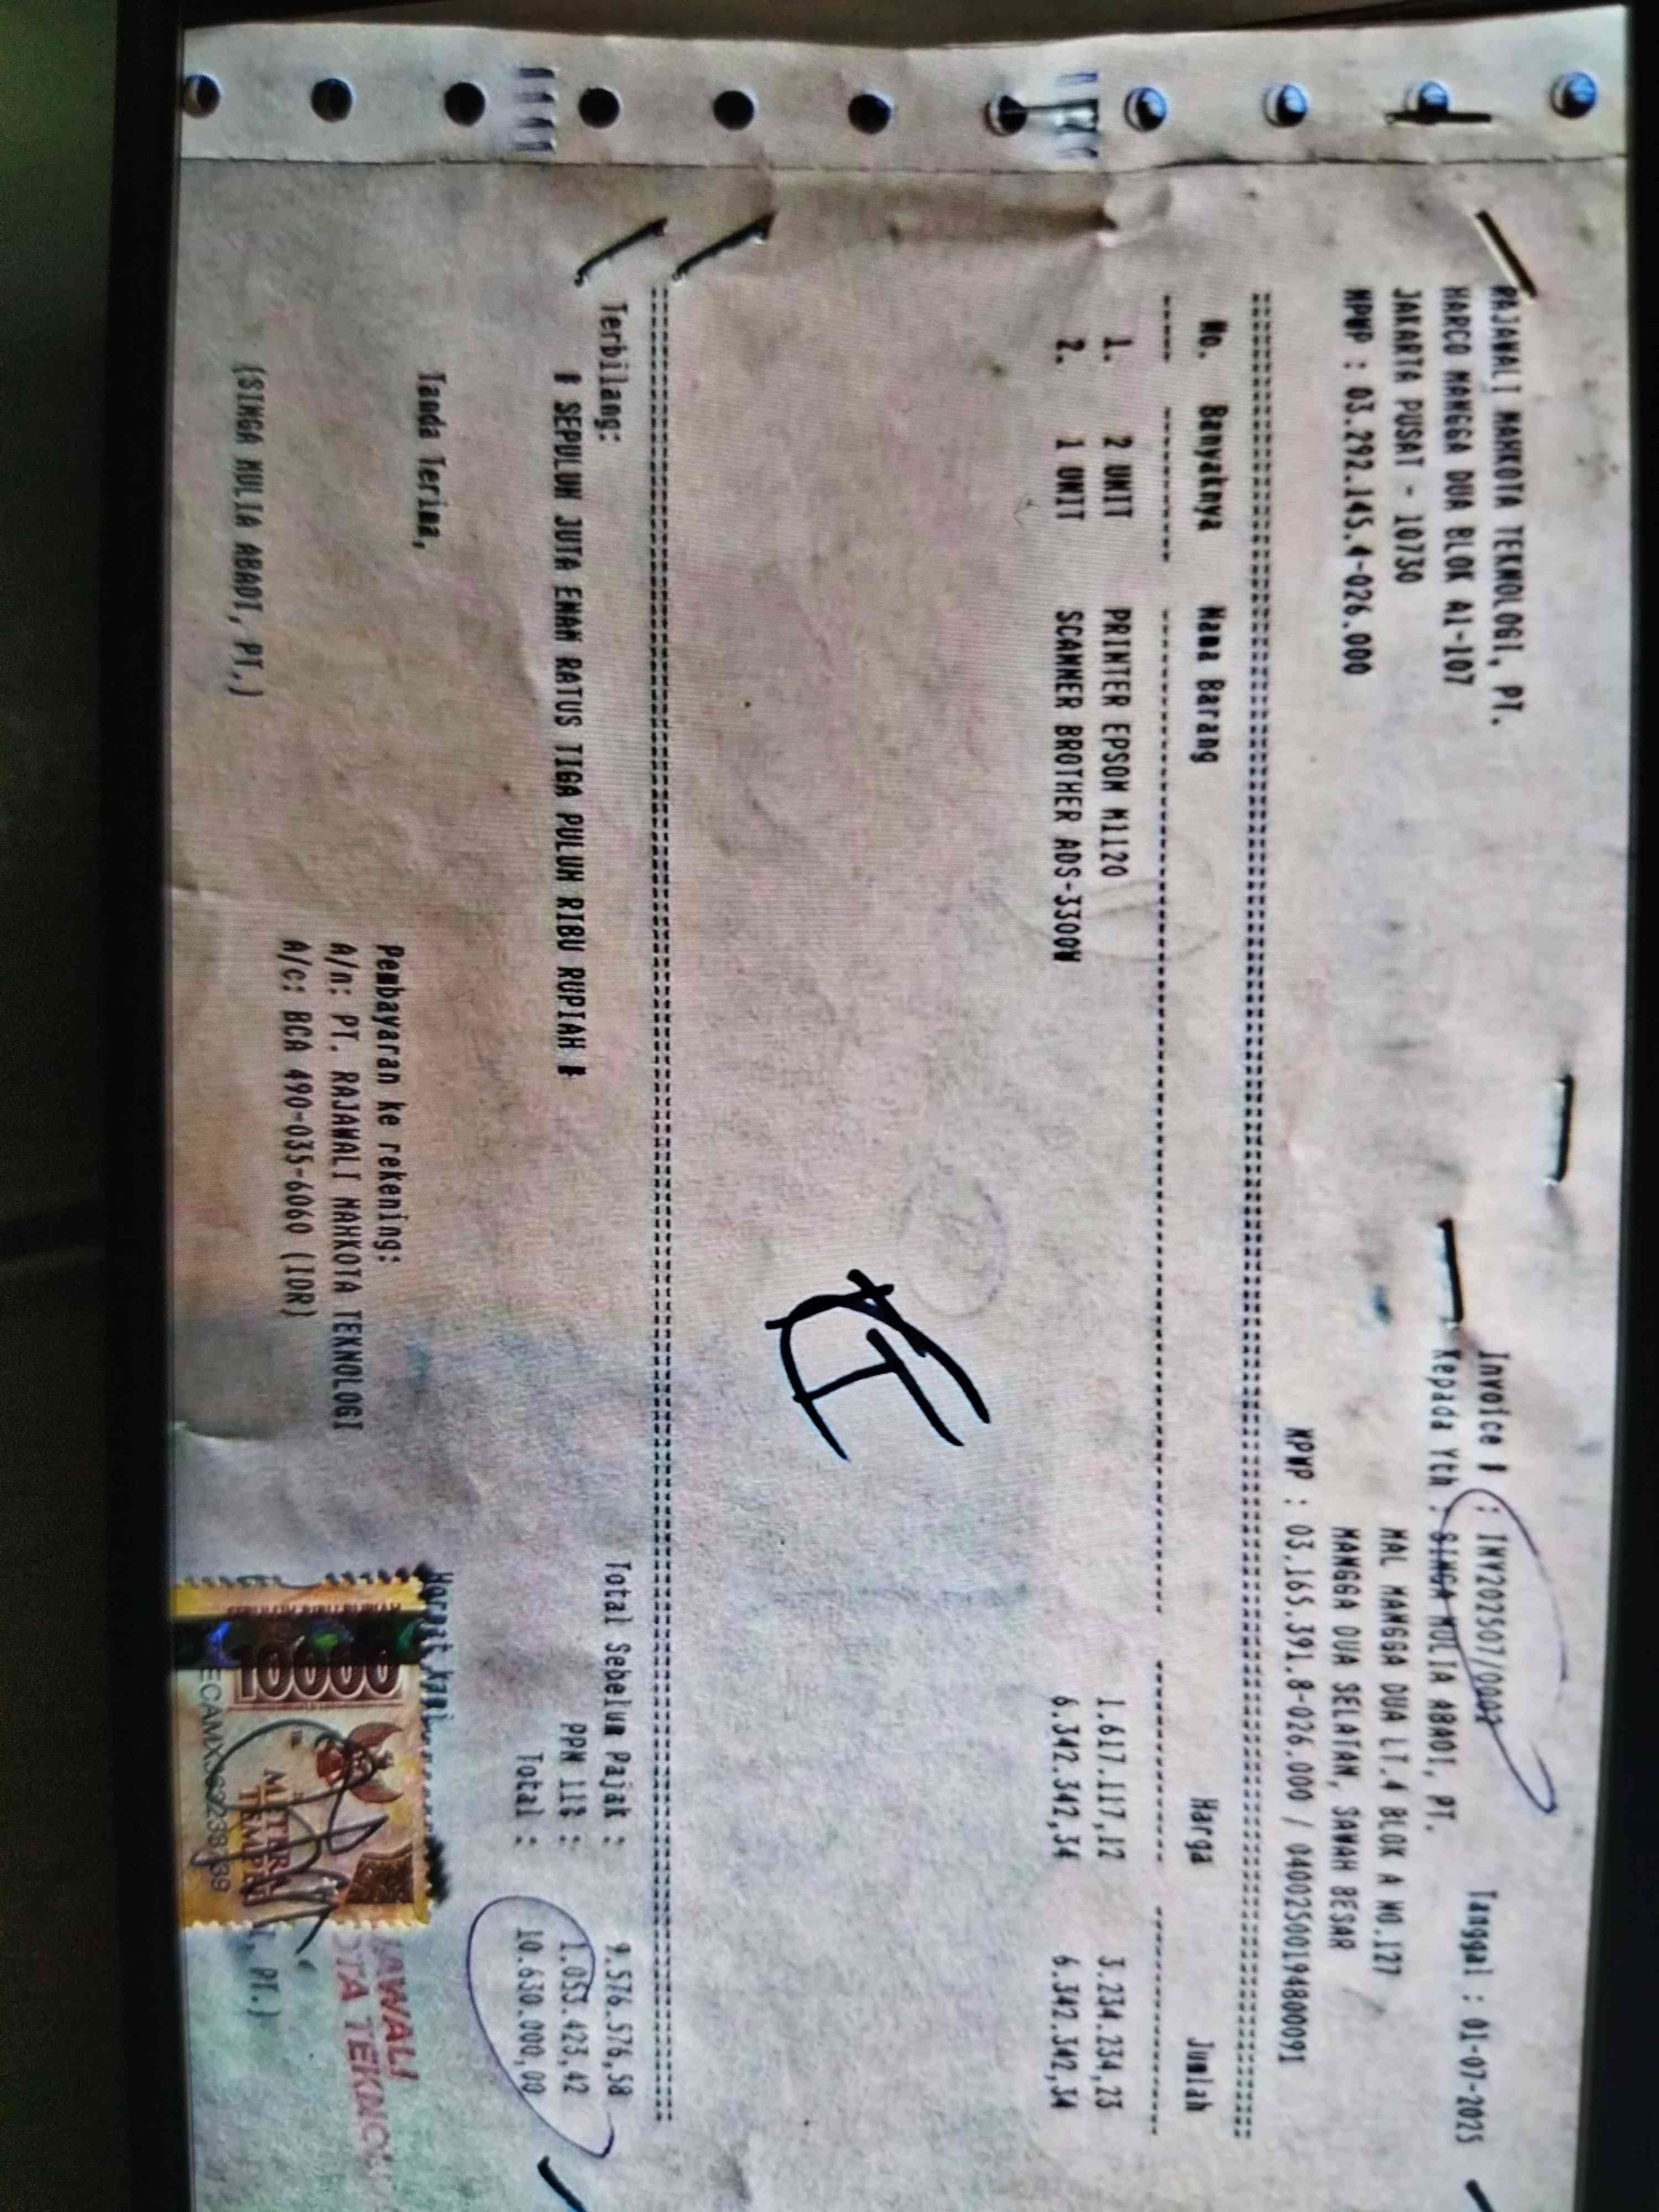 RAJAWALI MAHKOTA TEKNOLOGI, PT.
HARCO MANGGA DUA BLOK A1-107
JAKARTA PUSAT - 10730
NPWP : 03.292.145.4-026.000
Invoice # : INV202507/0007
Tanggal : 01-07-2025
Kepada Yth : SINGA MULIA ABADI, PT.
MAL MANGGA DUA LT.4 BLOK A NO.127
MANGGA DUA SELATAN, SAWAH BESAR
NPWP : 03.165.391.8-026.000 / 04002500194800091
No. Banyaknya Nama Barang Harga Jumlah
1. 2 UNIT PRINTER EPSON M1120 1.617.117,12 3.234.234,23
2. 1 UNIT SCANNER BROTHER ADS-3300W 6.342.342,34 6.342.342,34
Terbilang:
# SEPULUH JUTA ENAM RATUS TIGA PULUH RIBU RUPIAH #
Total Sebelum Pajak : 9.576.576,58
PPN 11% : 1.053.423,42
Total : 10.630.000,00
Tanda Terima,
Hormat kami
Pembayaran ke rekening:
A/n: PT. RAJAWALI MAHKOTA TEKNOLOGI
A/c: BCA 490-035-6060 (IDR)
(SINGA MULIA ABADI, PT.)
, PT.)
10000
METERAI
TEMPEL
AWALI
OTA TEKNO